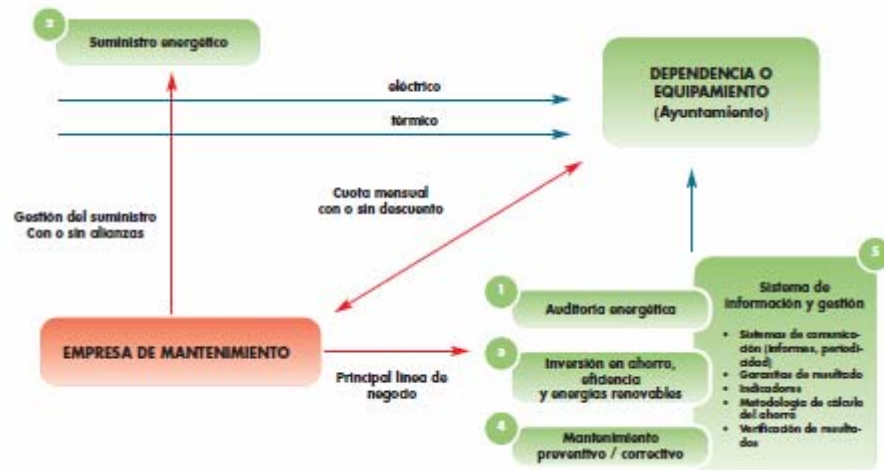 2
Suministro energético
eléctrico
térmico
DEPENDENCIA O
EQUIPAMIENTO
(Ayuntamiento)
Cuota mensual
con o sin descuento
Gestión del suministro
Con o sin alianzas
EMPRESA DE MANTENIMIENTO
Principal línea de
negocio
1
Auditoría energética
3
Inversión en ahorro,
eficiencia
y energías renovables
4
Mantenimiento
preventivo / correctivo
5
Sistema de
información y gestión
• Sistemas de comunica-
ción (informes, periodi-
cidad)
• Garantías de resultado
• Indicadores
• Metodología de cálculo
del ahorro
• Verificación de resulta-
dos